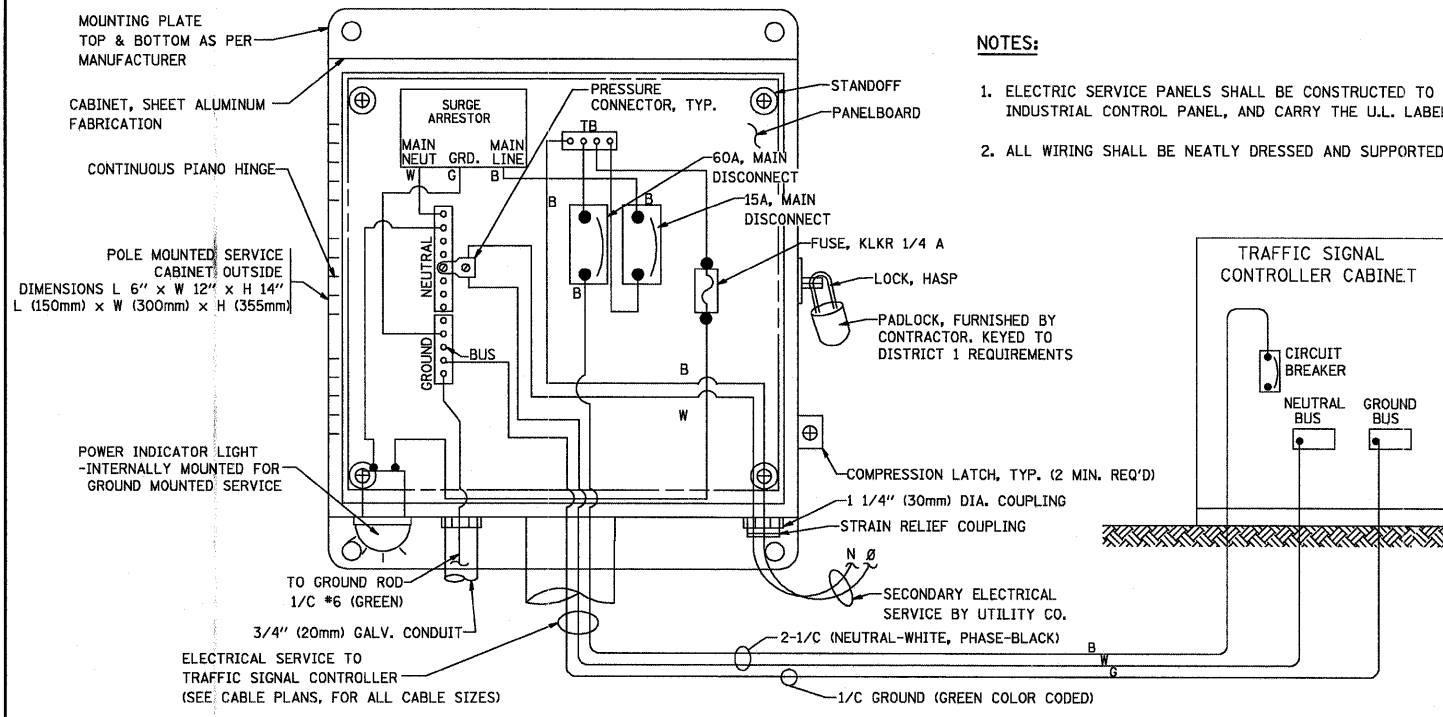 MOUNTING PLATE
TOP & BOTTOM AS PER
MANUFACTURER
CABINET, SHEET ALUMINUM
FABRICATION
CONTINUOUS PIANO HINGE
POLE MOUNTED SERVICE
CABINET OUTSIDE
DIMENSIONS L 6" x W 12" x H 14"
L (150mm) x W (300mm) x H (355mm)
POWER INDICATOR LIGHT
-INTERNALLY MOUNTED FOR
GROUND MOUNTED SERVICE
TO GROUND ROD
1/C #6 (GREEN)
3/4" (20mm) GALV. CONDUIT
ELECTRICAL SERVICE TO
TRAFFIC SIGNAL CONTROLLER
(SEE CABLE PLANS, FOR ALL CABLE SIZES)
SURGE
ARRESTOR
MAIN
NEUT
GRD.
MAIN
LINE
W
G
B
PRESSURE
CONNECTOR, TYP.
TB
60A, MAIN
DISCONNECT
15A, MAIN
DISCONNECT
B
B
B
NEUTRAL
GROUND
BUS
B
W
STANDOFF
PANELBOARD
FUSE, KLKR 1/4 A
LOCK, HASP
PADLOCK, FURNISHED BY
CONTRACTOR. KEYED TO
DISTRICT 1 REQUIREMENTS
COMPRESSION LATCH, TYP. (2 MIN. REQ'D)
1 1/4" (30mm) DIA. COUPLING
STRAIN RELIEF COUPLING
N Ø
SECONDARY ELECTRICAL
SERVICE BY UTILITY CO.
2-1/C (NEUTRAL-WHITE, PHASE-BLACK)
B
W
G
1/C GROUND (GREEN COLOR CODED)
NOTES:
1. ELECTRIC SERVICE PANELS SHALL BE CONSTRUCTED TO
INDUSTRIAL CONTROL PANEL, AND CARRY THE U.L. LABEL
2. ALL WIRING SHALL BE NEATLY DRESSED AND SUPPORTED
TRAFFIC SIGNAL
CONTROLLER CABINET
CIRCUIT
BREAKER
NEUTRAL
BUS
GROUND
BUS